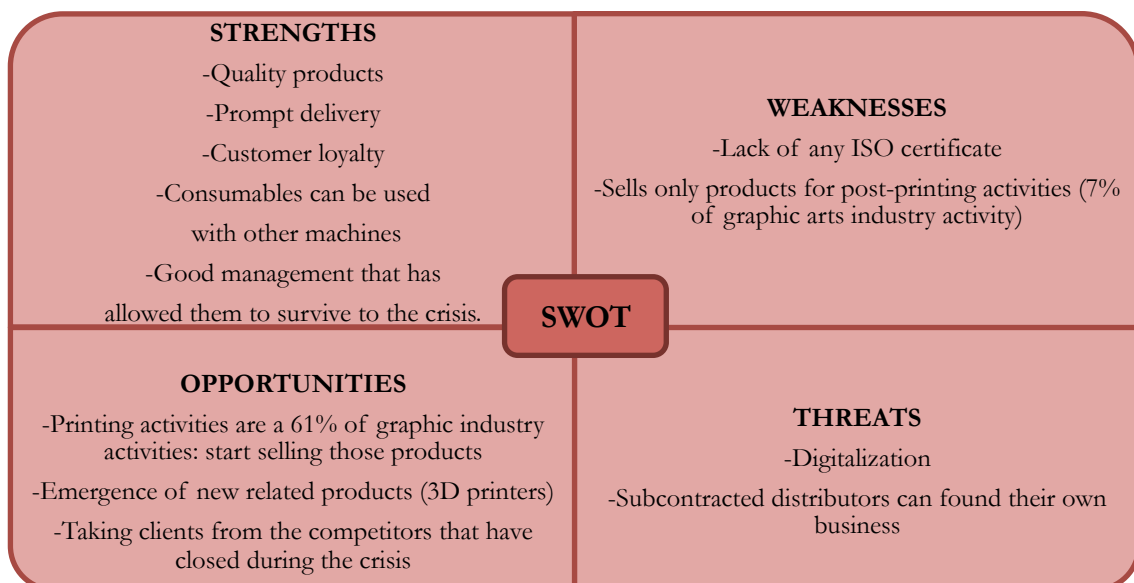 STRENGTHS
-Quality products
-Prompt delivery
-Customer loyalty
-Consumables can be used
with other machines
-Good management that has
allowed them to survive to the crisis.
WEAKNESSES
-Lack of any ISO certificate
-Sells only products for post-printing activities (7%
of graphic arts industry activity)
SWOT
OPPORTUNITIES
-Printing activities are a 61% of graphic industry
activities: start selling those products
-Emergence of new related products (3D printers)
-Taking clients from the competitors that have
closed during the crisis
THREATS
-Digitalization
-Subcontracted distributors can found their own
business